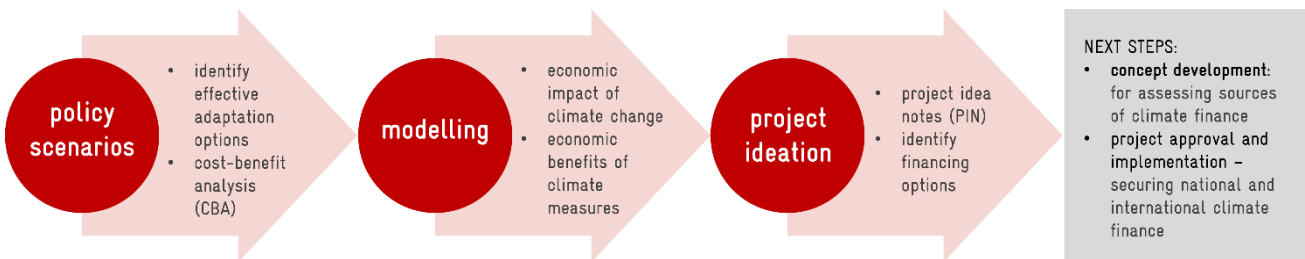 policy
scenarios
• identify
effective
adaptation
options
• cost-benefit
analysis
(CBA)
modelling
• economic
impact of
climate change
• economic
benefits of
climate
measures
project
ideation
• project idea
notes (PIN)
• identify
financing
options
NEXT STEPS:
• concept development:
for assessing sources
of climate finance
• project approval and
implementation –
securing national and
international climate
finance